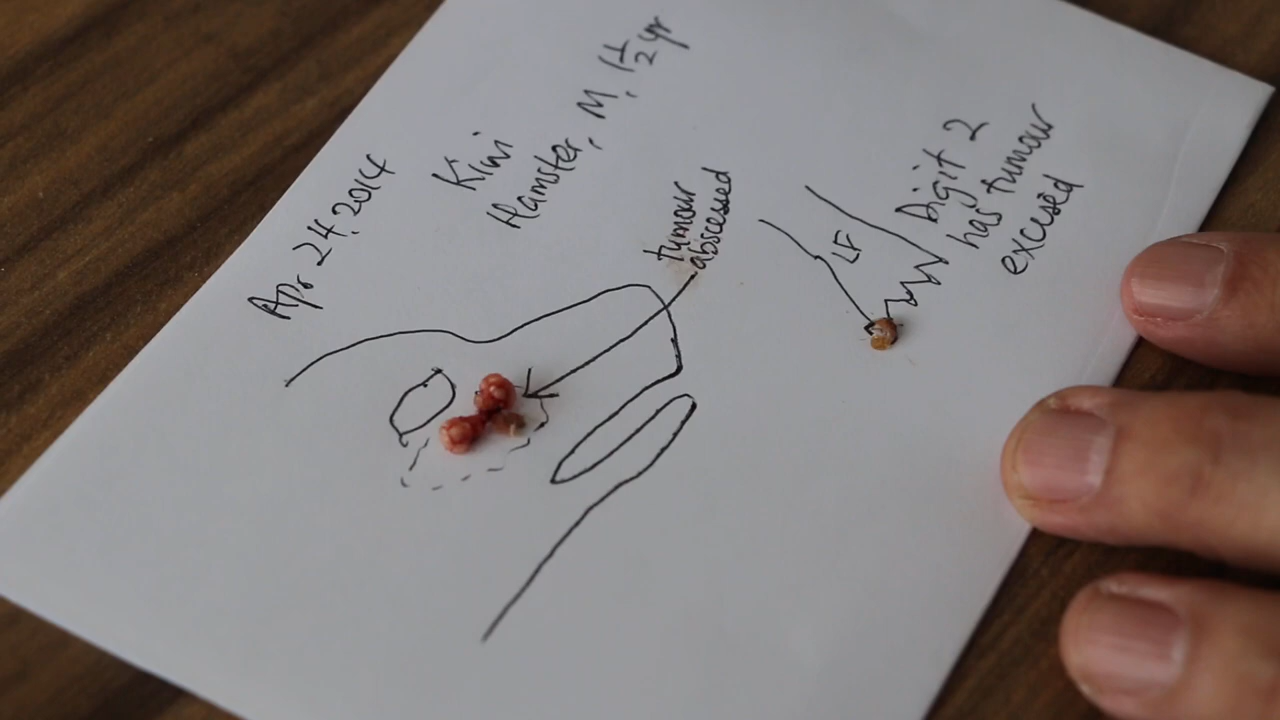 Apr 24, 2014
Kiwi
Hamster, M, 1½ yr
tumour
abscessed
LF
Digit 2
has tumour
excised